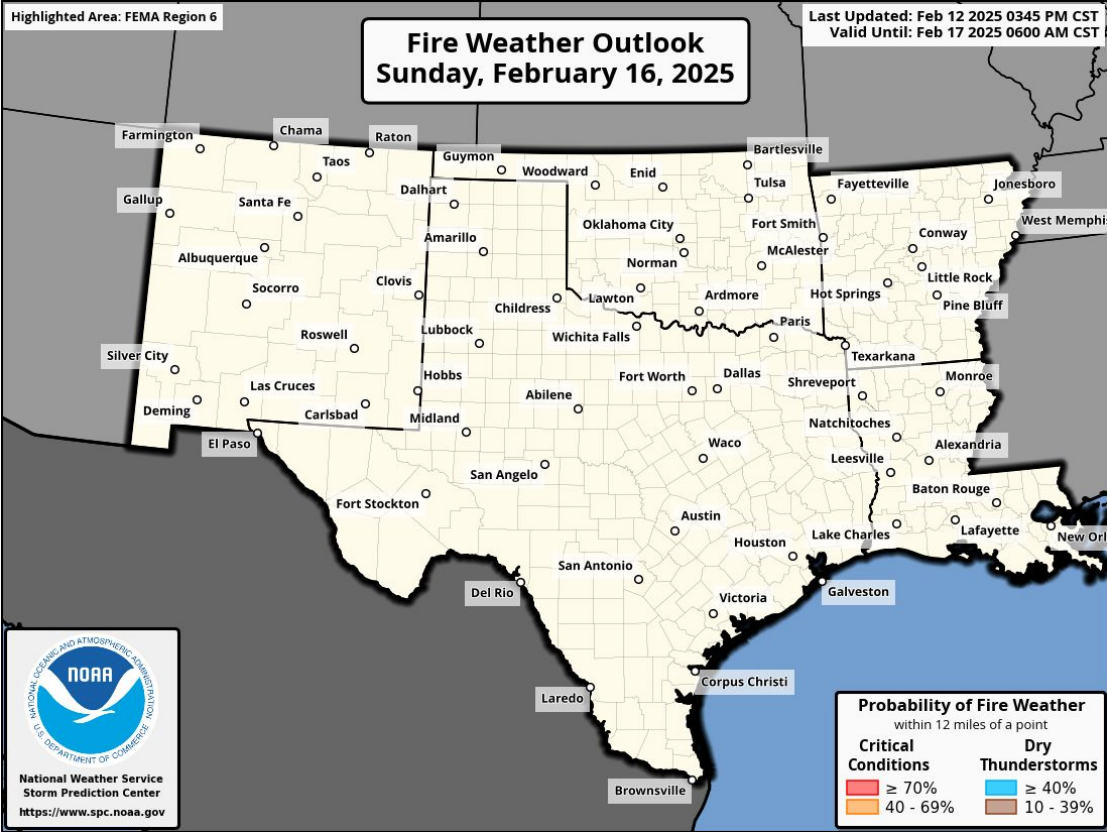 Highlighted Area: FEMA Region 6
Fire Weather Outlook
Sunday, February 16, 2025
Last Updated: Feb 12 2025 0345 PM CST
Valid Until: Feb 17 2025 0600 AM CST
Farmington
Chama
Raton
Taos
Guymon
Woodward
Enid
Bartlesville
Tulsa
Fayetteville
Jonesboro
Gallup
Santa Fe
Dalhart
Oklahoma City
Fort Smith
West Memphis
Albuquerque
Amarillo
Norman
McAlester
Conway
Socorro
Clovis
Childress
Lawton
Ardmore
Hot Springs
Little Rock
Pine Bluff
Roswell
Lubbock
Wichita Falls
Paris
Texarkana
Silver City
Las Cruces
Hobbs
Abilene
Fort Worth
Dallas
Shreveport
Monroe
Deming
Carlsbad
Midland
Natchitoches
El Paso
San Angelo
Waco
Leesville
Alexandria
Fort Stockton
Austin
Baton Rouge
Houston
Lake Charles
Lafayette
New Orl
San Antonio
Del Rio
Victoria
Galveston
Laredo
Corpus Christi
Brownsville
NATIONAL OCEANIC AND ATMOSPHERIC ADMINISTRATION
NOAA
U.S. DEPARTMENT OF COMMERCE
National Weather Service
Storm Prediction Center
https://www.spc.noaa.gov
Probability of Fire Weather
within 12 miles of a point
Critical
Conditions
≥ 70%
40 - 69%
Dry
Thunderstorms
≥ 40%
10 - 39%